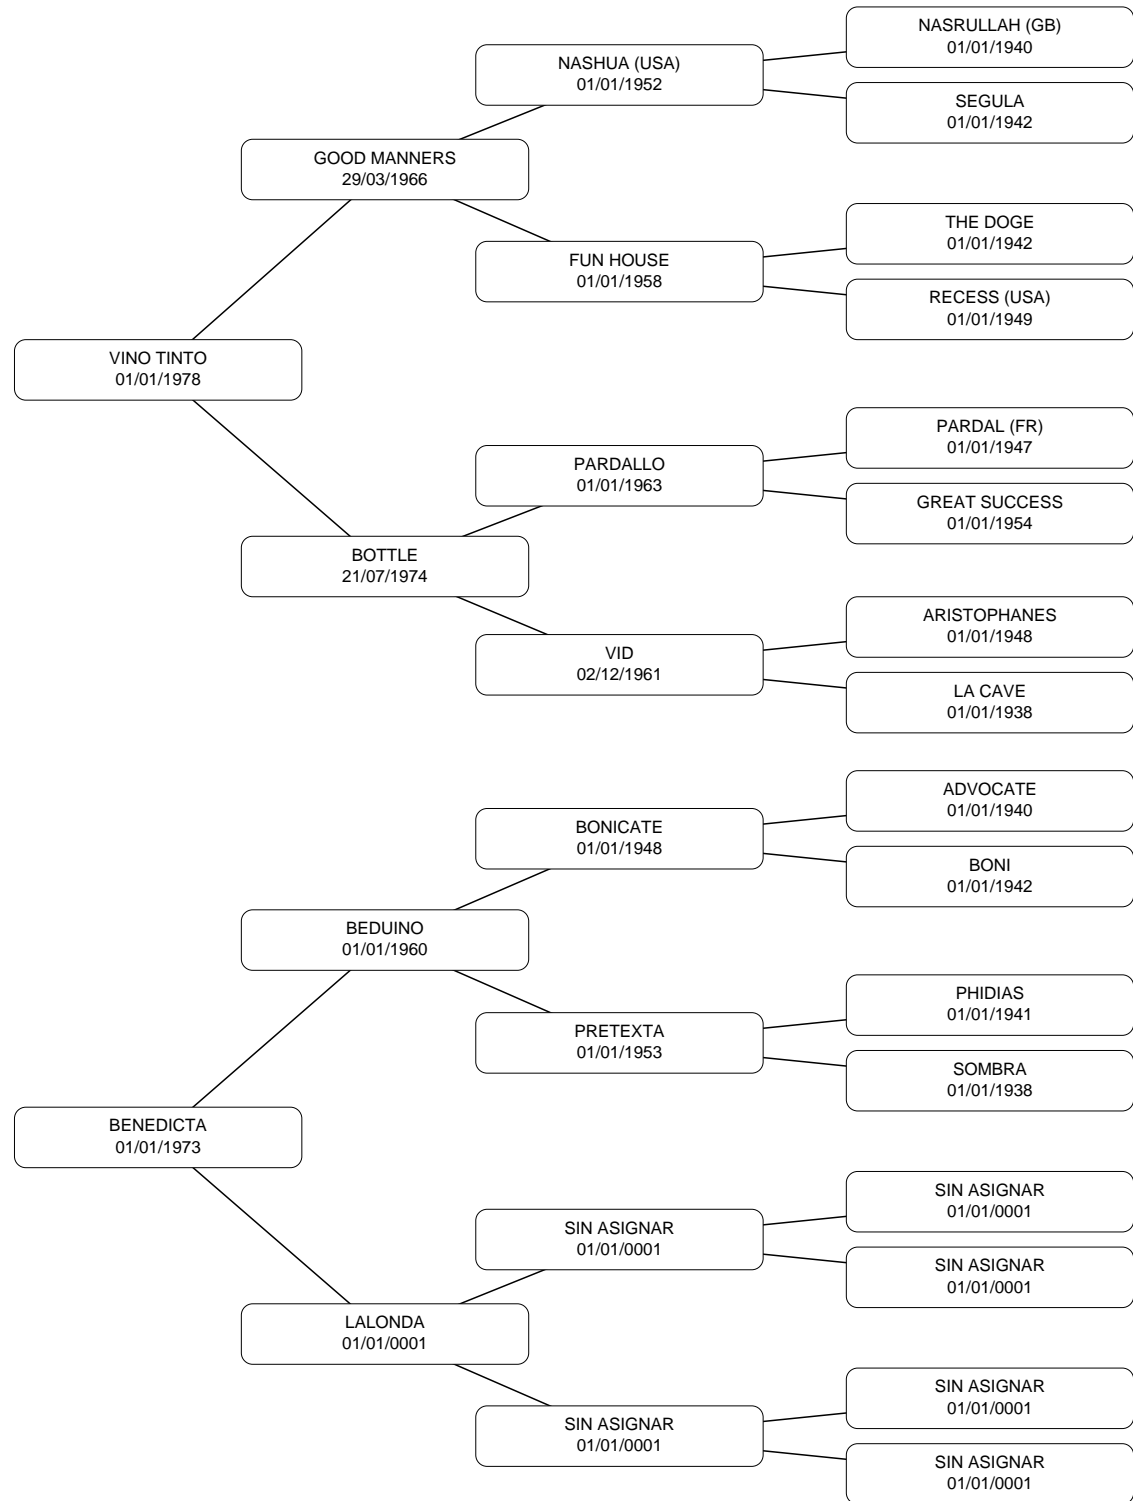 NASRULLAH (GB)
01/01/1940
NASHUA (USA)
01/01/1952
SEGULA
01/01/1942
GOOD MANNERS
29/03/1966
THE DOGE
01/01/1942
FUN HOUSE
01/01/1958
RECESS (USA)
01/01/1949
VINO TINTO
01/01/1978
PARDAL (FR)
01/01/1947
PARDALLO
01/01/1963
GREAT SUCCESS
01/01/1954
BOTTLE
21/07/1974
ARISTOPHANES
01/01/1948
VID
02/12/1961
LA CAVE
01/01/1938
ADVOCATE
01/01/1940
BONICATE
01/01/1948
BONI
01/01/1942
BEDUINO
01/01/1960
PHIDIAS
01/01/1941
PRETEXTA
01/01/1953
SOMBRA
01/01/1938
BENEDICTA
01/01/1973
SIN ASIGNAR
01/01/0001
SIN ASIGNAR
01/01/0001
SIN ASIGNAR
01/01/0001
LALONDA
01/01/0001
SIN ASIGNAR
01/01/0001
SIN ASIGNAR
01/01/0001
SIN ASIGNAR
01/01/0001